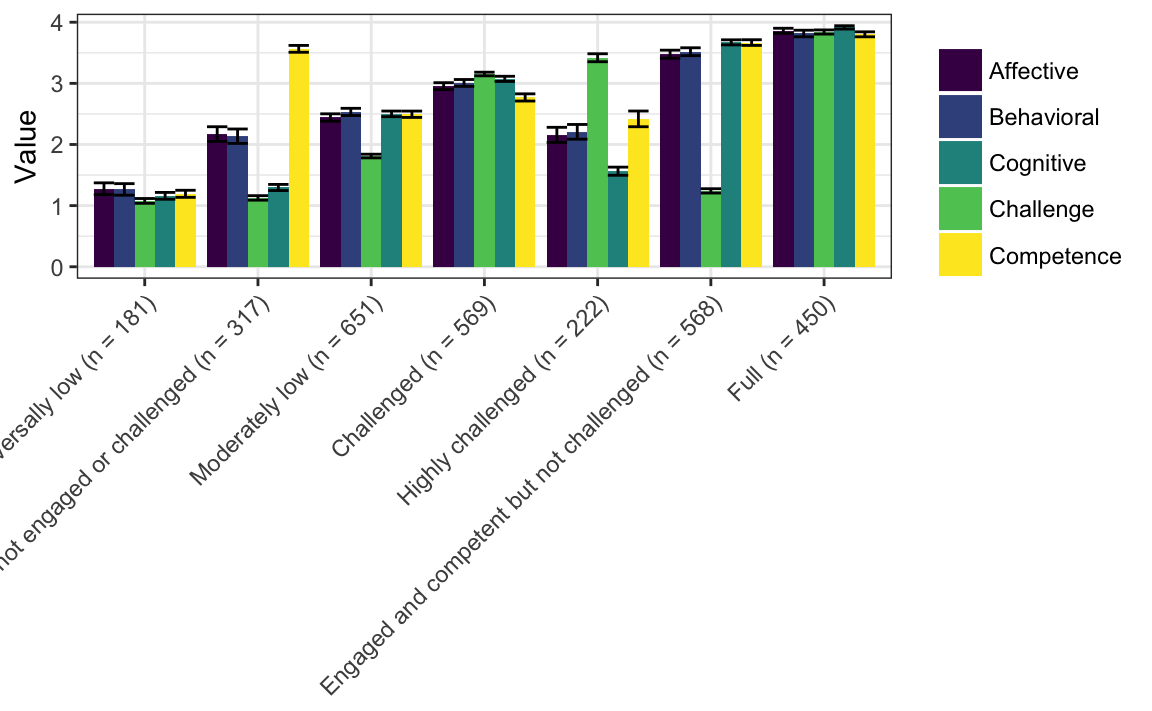 Value
4
3
2
1
0
versally low (n = 181)
not engaged or challenged (n = 317)
Moderately low (n = 651)
Challenged (n = 569)
Highly challenged (n = 222)
Engaged and competent but not challenged (n = 568)
Full (n = 450)
Affective
Behavioral
Cognitive
Challenge
Competence